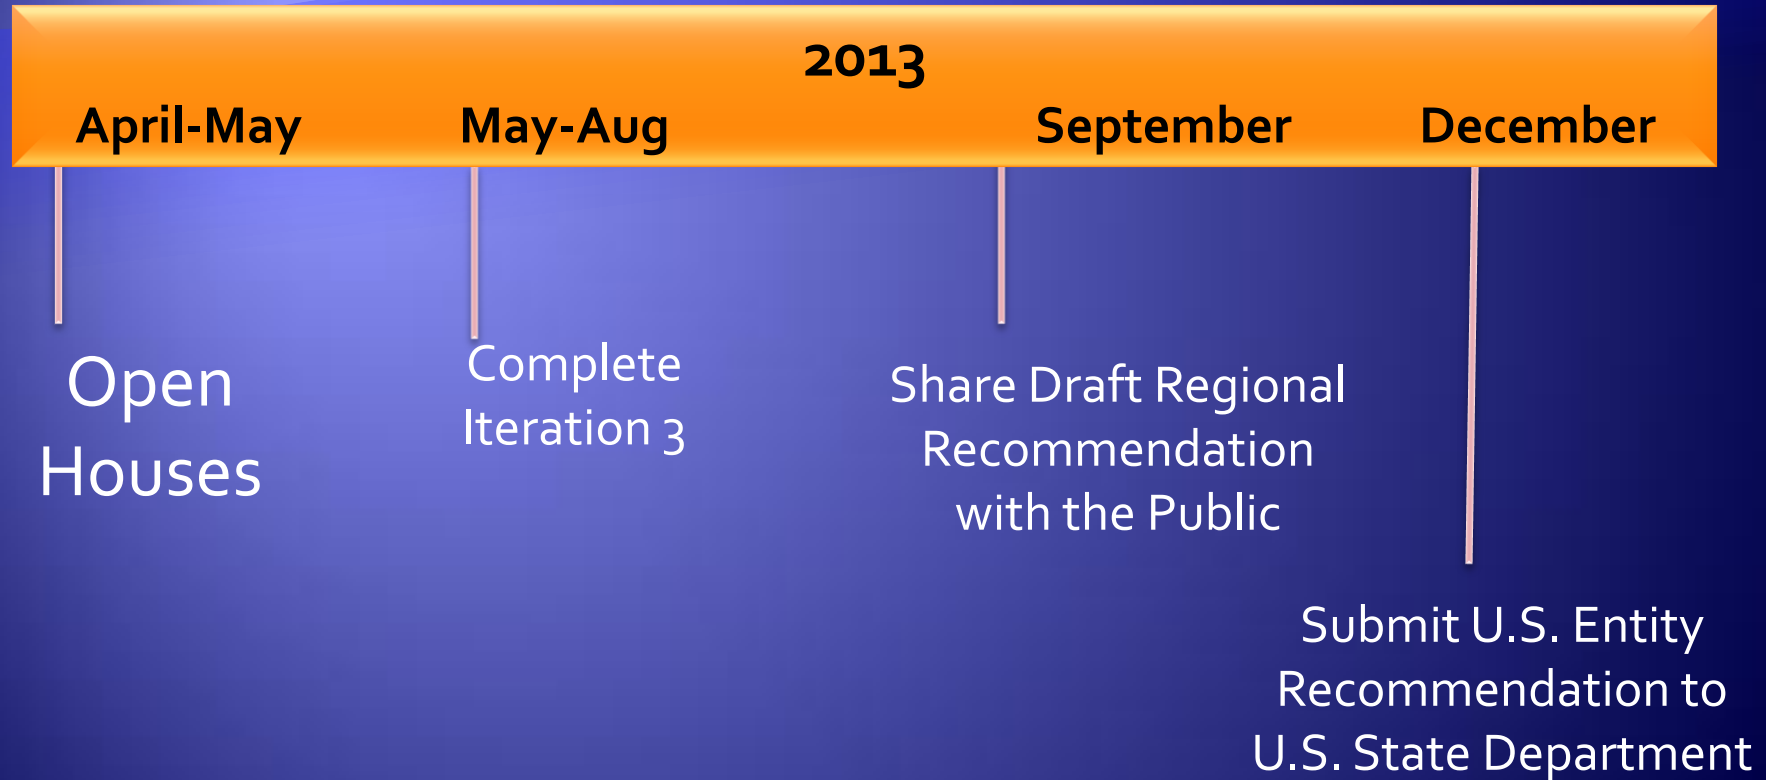 2013
April-May
May-Aug
September
December
Open
Houses
Complete
Iteration 3
Share Draft Regional
Recommendation
with the Public
Submit U.S. Entity
Recommendation to
U.S. State Department